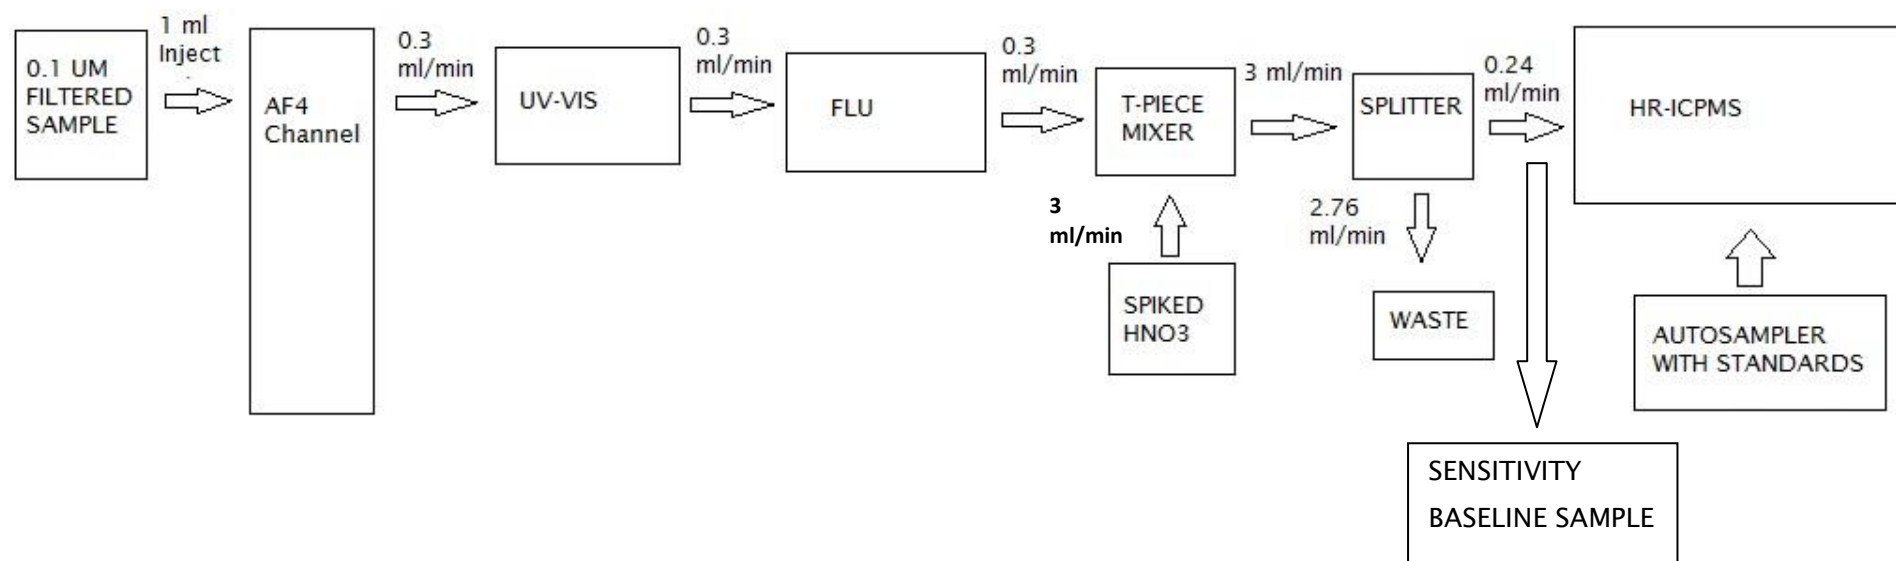 0.1 UM
FILTERED
SAMPLE
1 ml
Inject
AF4
Channel
0.3
ml/min
UV-VIS
0.3
ml/min
FLU
0.3
ml/min
T-PIECE
MIXER
3
ml/min
SPIKED
HNO3
3 ml/min
SPLITTER
2.76
ml/min
WASTE
0.24
ml/min
HR-ICPMS
AUTOSAMPLER
WITH STANDARDS
SENSITIVITY
BASELINE SAMPLE